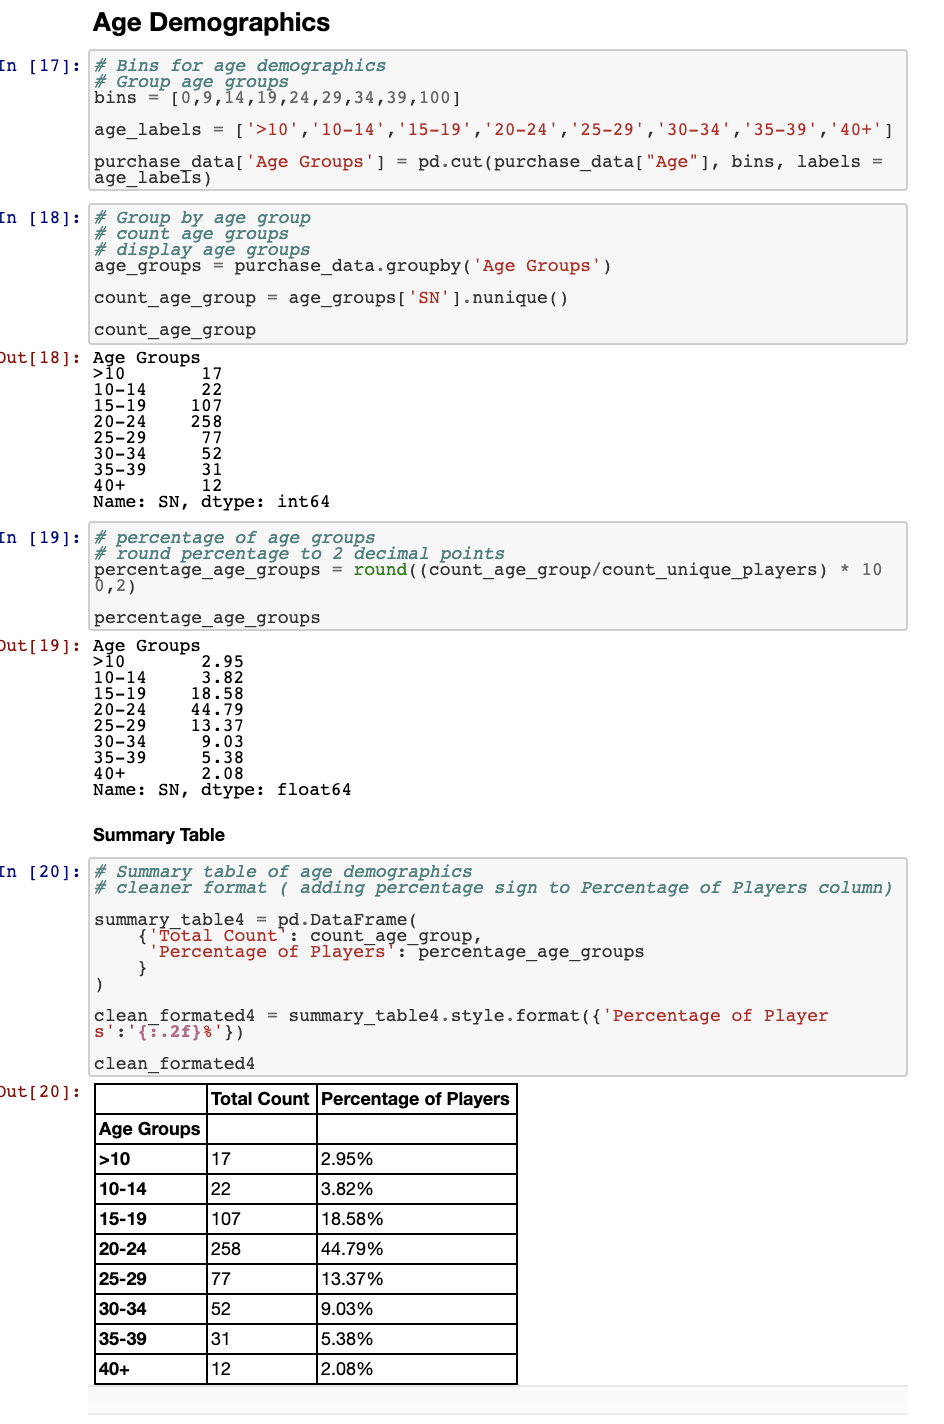 Age Demographics
In [17]: # Bins for age demographics
# Group age groups
bins = [0,9,14,19,24,29,34,39,100]
age_labels = ['>10','10-14','15-19','20-24','25-29','30-34','35-39','40+']
purchase_data['Age Groups'] = pd.cut(purchase_data["Age"], bins, labels =
age_labels)
In [18]: # Group by age group
# count age groups
# display age groups
age_groups = purchase_data.groupby('Age Groups')
count_age_group = age_groups['SN'].nunique()
count_age_group
Out[18]: Age Groups
>10 17
10-14 22
15-19 107
20-24 258
25-29 77
30-34 52
35-39 31
40+ 12
Name: SN, dtype: int64
In [19]: # percentage of age groups
# round percentage to 2 decimal points
percentage_age_groups = round((count_age_group/count_unique_players) * 10
0,2)
percentage_age_groups
Out[19]: Age Groups
>10 2.95
10-14 3.82
15-19 18.58
20-24 44.79
25-29 13.37
30-34 9.03
35-39 5.38
40+ 2.08
Name: SN, dtype: float64
Summary Table
In [20]: # Summary table of age demographics
# cleaner format ( adding percentage sign to Percentage of Players column)
summary_table4 = pd.DataFrame(
{'Total Count': count_age_group,
'Percentage of Players': percentage_age_groups
}
)
clean_formated4 = summary_table4.style.format({'Percentage of Player
s':'{:.2f}%'})
clean_formated4
Out[20]:
Total Count Percentage of Players
Age Groups
>10 17 2.95%
10-14 22 3.82%
15-19 107 18.58%
20-24 258 44.79%
25-29 77 13.37%
30-34 52 9.03%
35-39 31 5.38%
40+ 12 2.08%